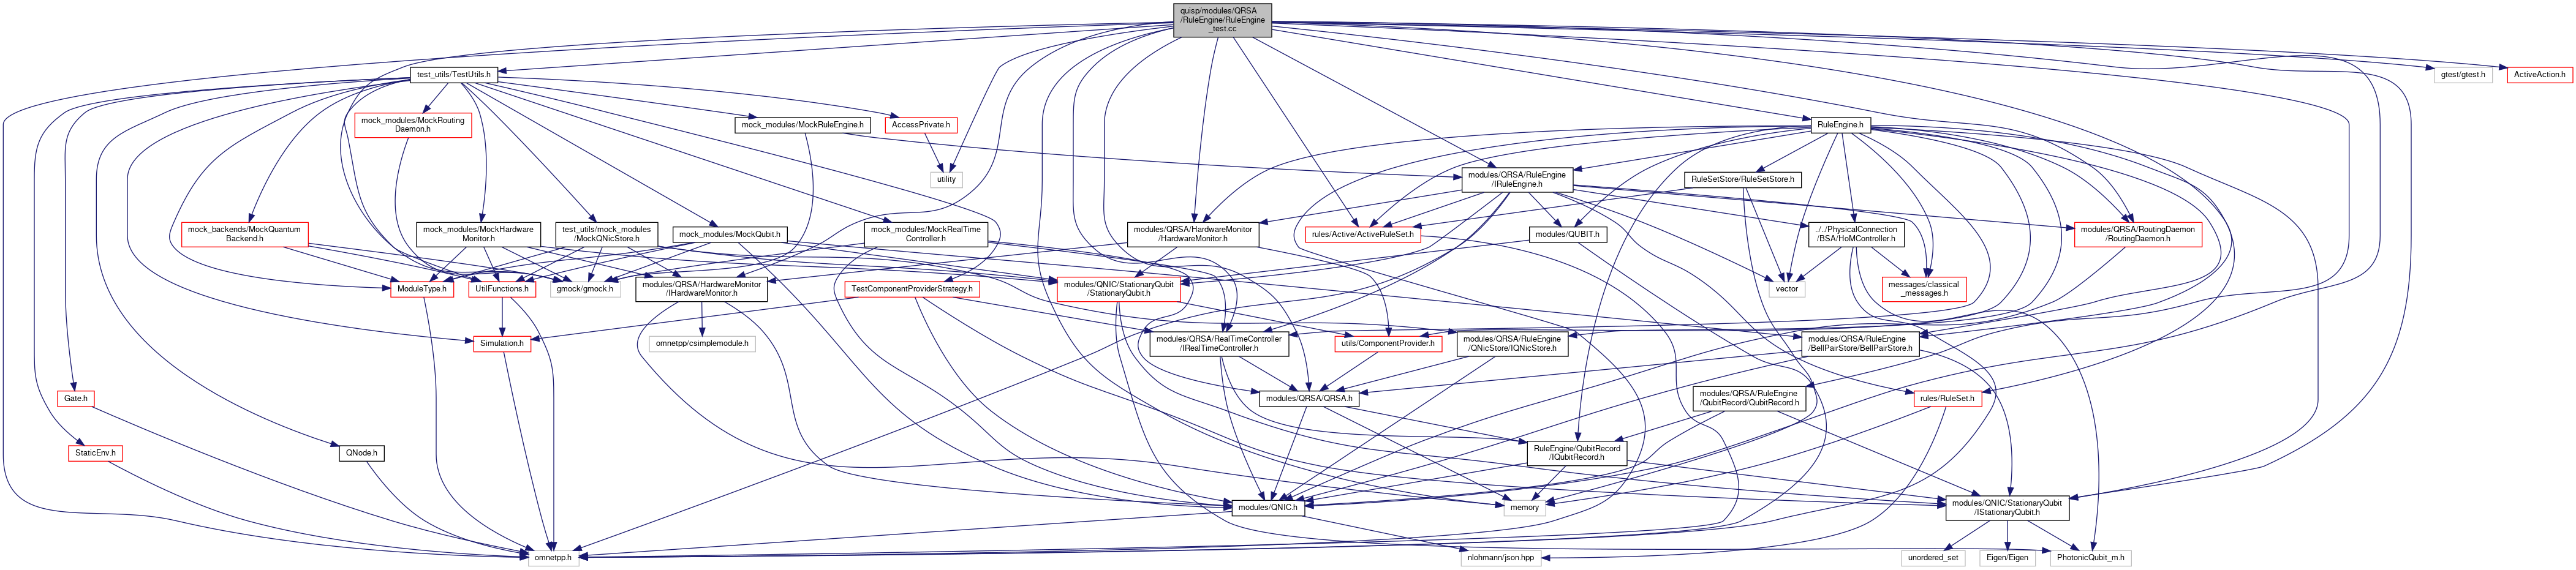 quisp/modules/QRSA
/RuleEngine/RuleEngine
_test.cc
test_utils/TestUtils.h
gtest/gtest.h
ActiveAction.h
mock_modules/MockRouting
Daemon.h
mock_modules/MockRuleEngine.h
AccessPrivate.h
RuleEngine.h
utility
modules/QRSA/RuleEngine
/IRuleEngine.h
RuleSetStore/RuleSetStore.h
mock_backends/MockQuantum
Backend.h
mock_modules/MockHardware
Monitor.h
test_utils/mock_modules
/MockQNicStore.h
mock_modules/MockQubit.h
mock_modules/MockRealTime
Controller.h
modules/QRSA/HardwareMonitor
/HardwareMonitor.h
rules/Active/ActiveRuleSet.h
modules/QUBIT.h
../../PhysicalConnection
/BSA/HoMController.h
modules/QRSA/RoutingDaemon
/RoutingDaemon.h
ModuleType.h
UtilFunctions.h
gmock/gmock.h
modules/QRSA/HardwareMonitor
/IHardwareMonitor.h
TestComponentProviderStrategy.h
modules/QNIC/StationaryQubit
/StationaryQubit.h
vector
messages/classical
_messages.h
Simulation.h
omnetpp/csimplemodule.h
modules/QRSA/RealTimeController
/IRealTimeController.h
utils/ComponentProvider.h
modules/QRSA/RuleEngine
/QNicStore/IQNicStore.h
modules/QRSA/RuleEngine
/BellPairStore/BellPairStore.h
Gate.h
modules/QRSA/QRSA.h
modules/QRSA/RuleEngine
/QubitRecord/QubitRecord.h
rules/RuleSet.h
StaticEnv.h
QNode.h
RuleEngine/QubitRecord
/IQubitRecord.h
modules/QNIC.h
memory
modules/QNIC/StationaryQubit
/IStationaryQubit.h
omnetpp.h
nlohmann/json.hpp
unordered_set
Eigen/Eigen
PhotonicQubit_m.h